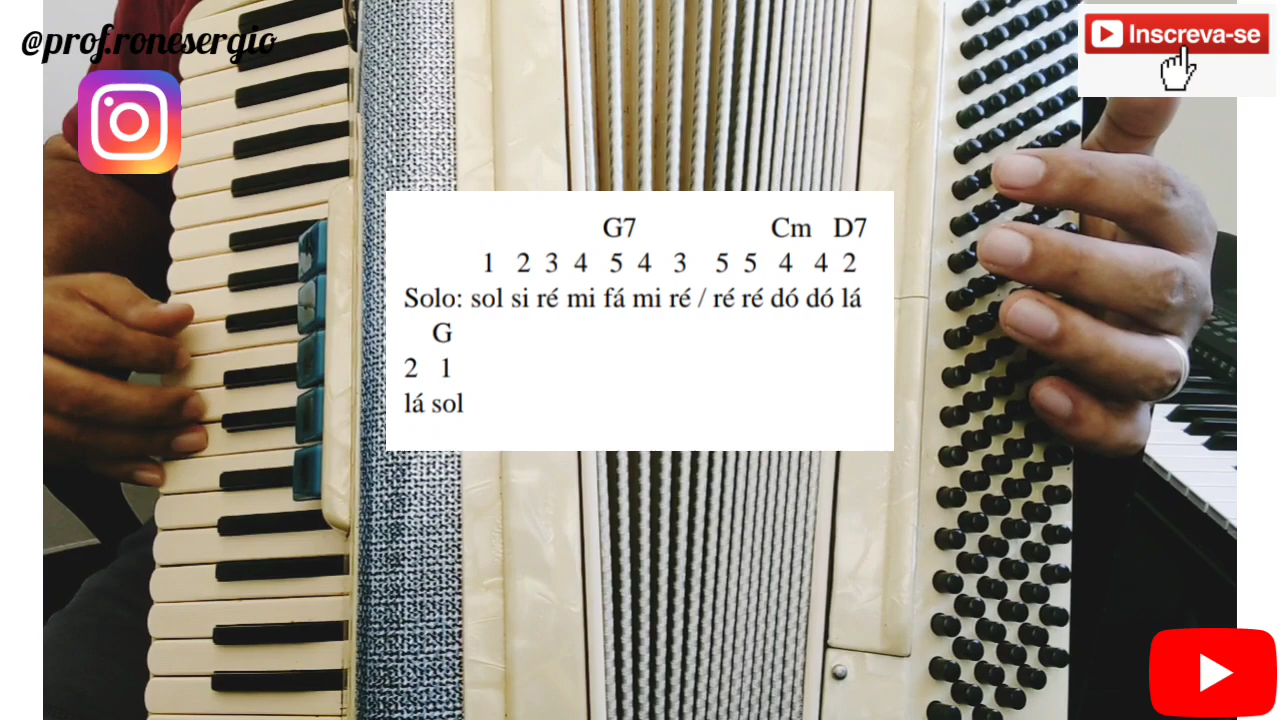 @prof.ronesergio
Inscreva-se
G7 Cm D7
1 2 3 4 5 4 3 5 5 4 4 2
Solo: sol si ré mi fá mi ré / ré ré dó dó lá
G
2 1
lá sol